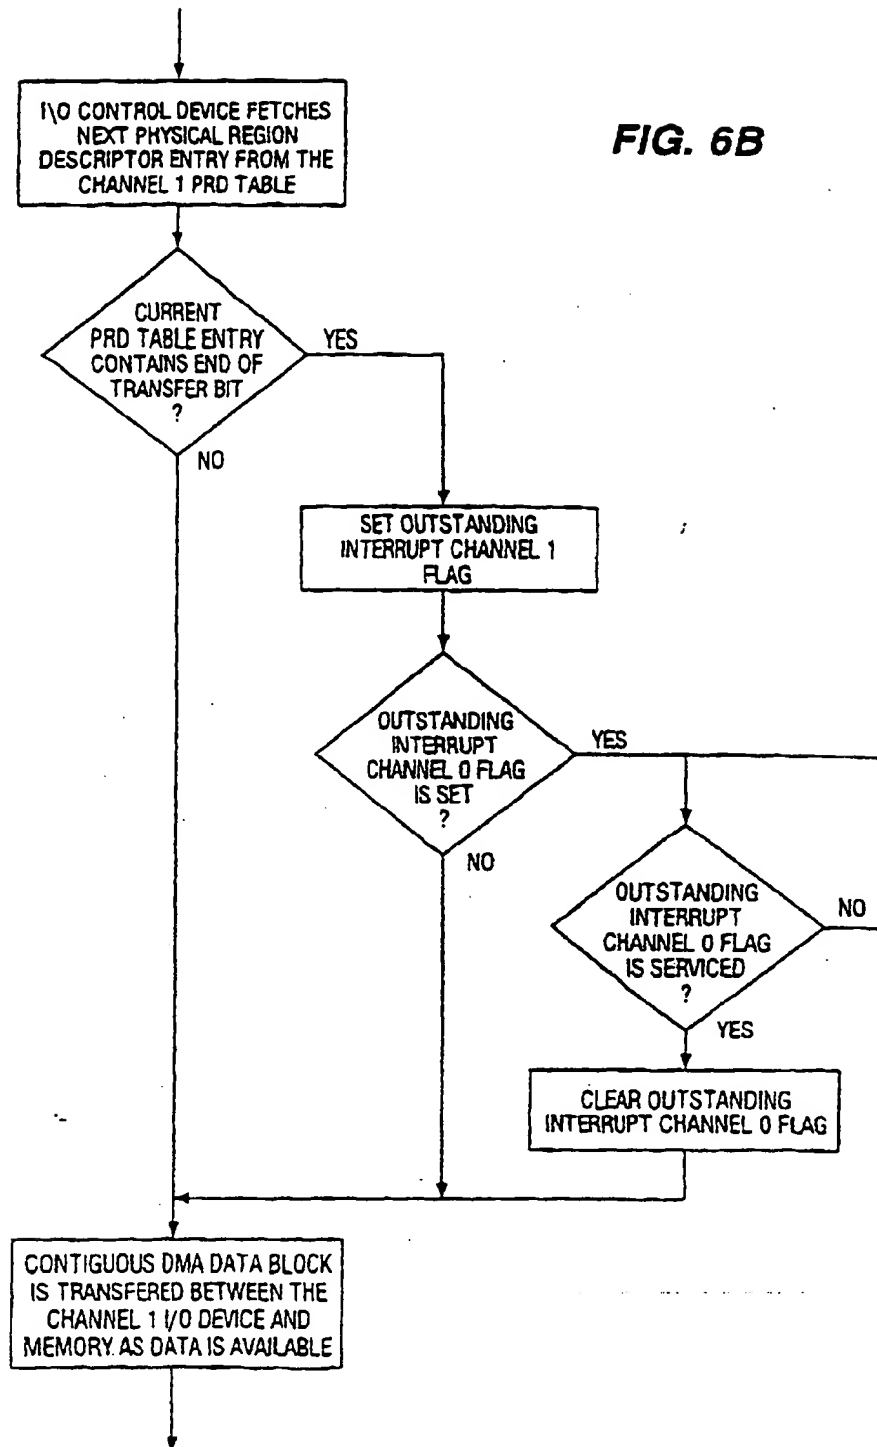 FIG. 6B
I\O CONTROL DEVICE FETCHES
NEXT PHYSICAL REGION
DESCRIPTOR ENTRY FROM THE
CHANNEL 1 PRD TABLE
CURRENT
PRD TABLE ENTRY
CONTAINS END OF
TRANSFER BIT
?
YES
NO
SET OUTSTANDING
INTERRUPT CHANNEL 1
FLAG
OUTSTANDING
INTERRUPT
CHANNEL 0 FLAG
IS SET
?
YES
NO
OUTSTANDING
INTERRUPT
CHANNEL 0 FLAG
IS SERVICED
?
NO
YES
CLEAR OUTSTANDING
INTERRUPT CHANNEL 0 FLAG
CONTIGUOUS DMA DATA BLOCK
IS TRANSFERED BETWEEN THE
CHANNEL 1 I/O DEVICE AND
MEMORY AS DATA IS AVAILABLE